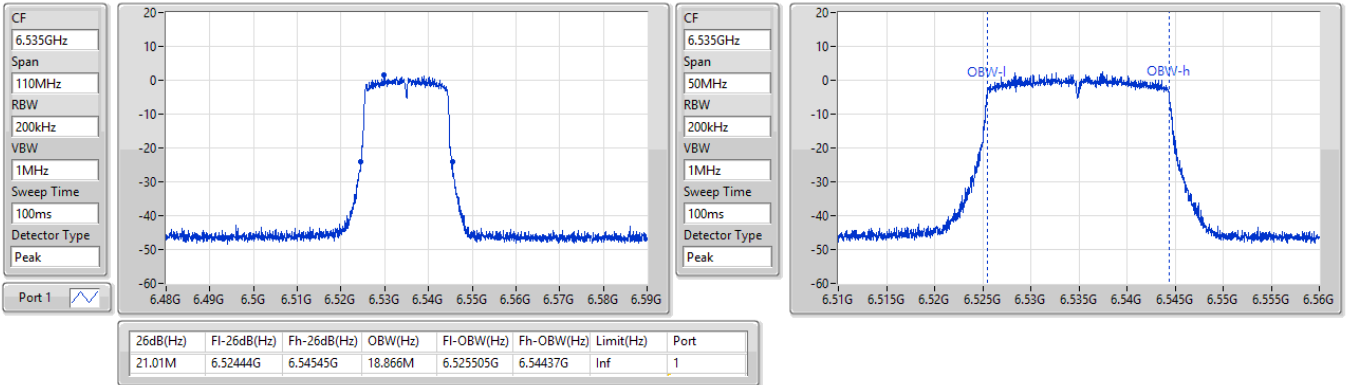 CF
6.535GHz
Span
110MHz
RBW
200kHz
VBW
1MHz
Sweep Time
100ms
Detector Type
Peak
Port 1
20
10
0
-10
-20
-30
-40
-50
-60
6.48G 6.49G 6.5G 6.51G 6.52G 6.53G 6.54G 6.55G 6.56G 6.57G 6.58G 6.59G
CF
6.535GHz
Span
50MHz
RBW
200kHz
VBW
1MHz
Sweep Time
100ms
Detector Type
Peak
20
10
0
-10
-20
-30
-40
-50
-60
OBW-l OBW-h
6.51G 6.515G 6.52G 6.525G 6.53G 6.535G 6.54G 6.545G 6.55G 6.555G 6.56G
26dB(Hz) Fl-26dB(Hz) Fh-26dB(Hz) OBW(Hz) Fl-OBW(Hz) Fh-OBW(Hz) Limit(Hz) Port
21.01M 6.52444G 6.54545G 18.866M 6.525505G 6.54437G Inf 1